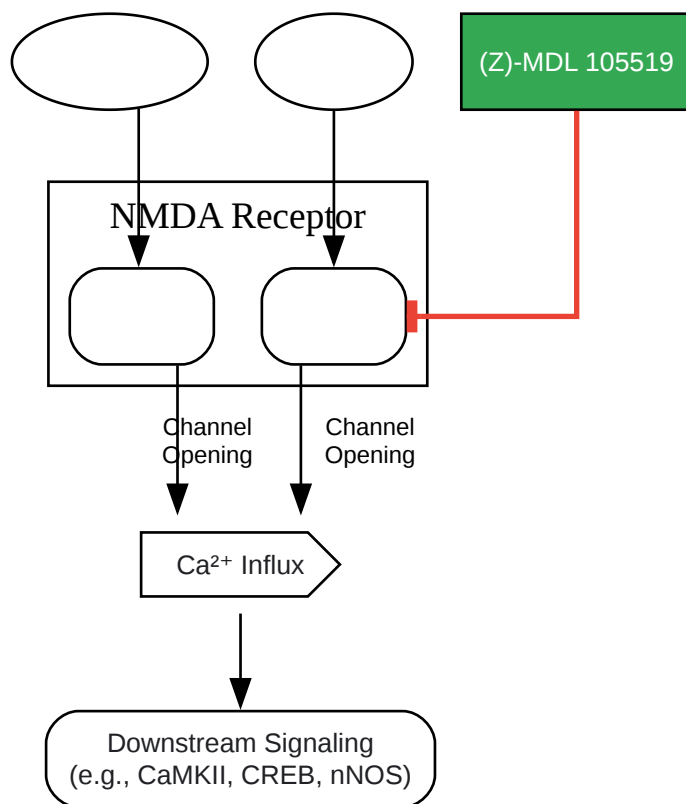 (Z)-MDL 105519
NMDA Receptor
Channel
Opening
Channel
Opening
Ca²⁺ Influx
Downstream Signaling
(e.g., CaMKII, CREB, nNOS)